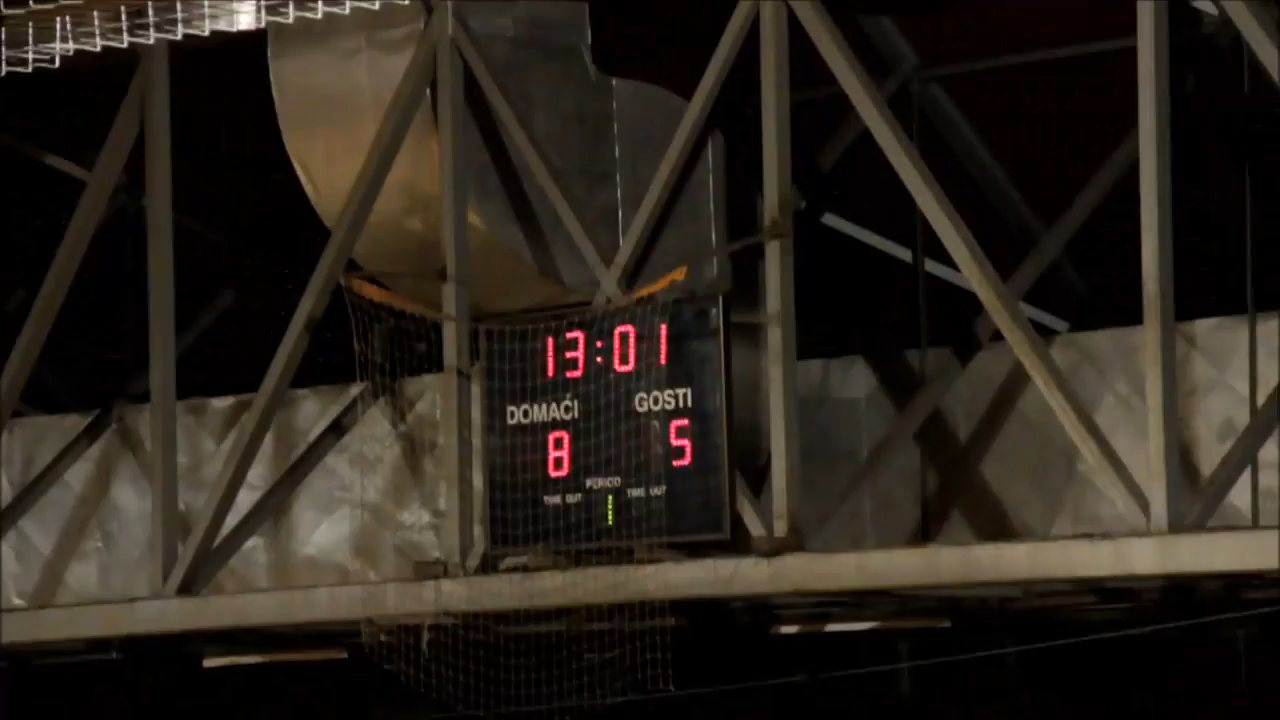 13:01
DOMAĆI GOSTI
8 5
PERIOD
TIME OUT 1 TIME OUT